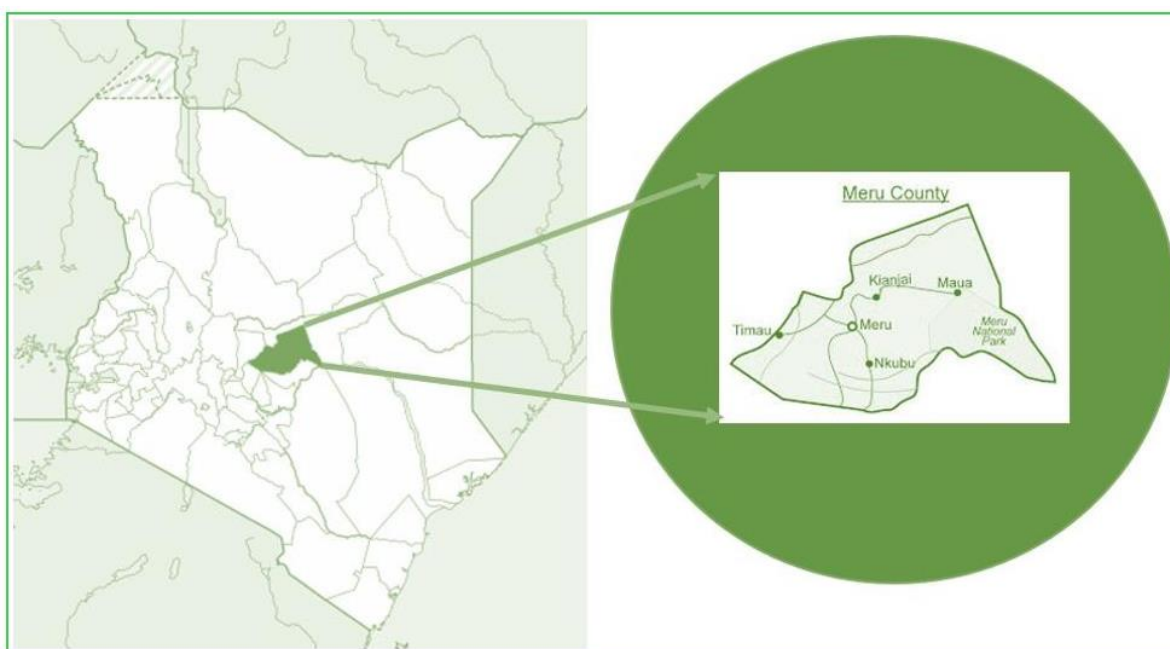 Meru County
Kianjai
Maua
Timau
Meru
Meru
National
Park
Nkubu